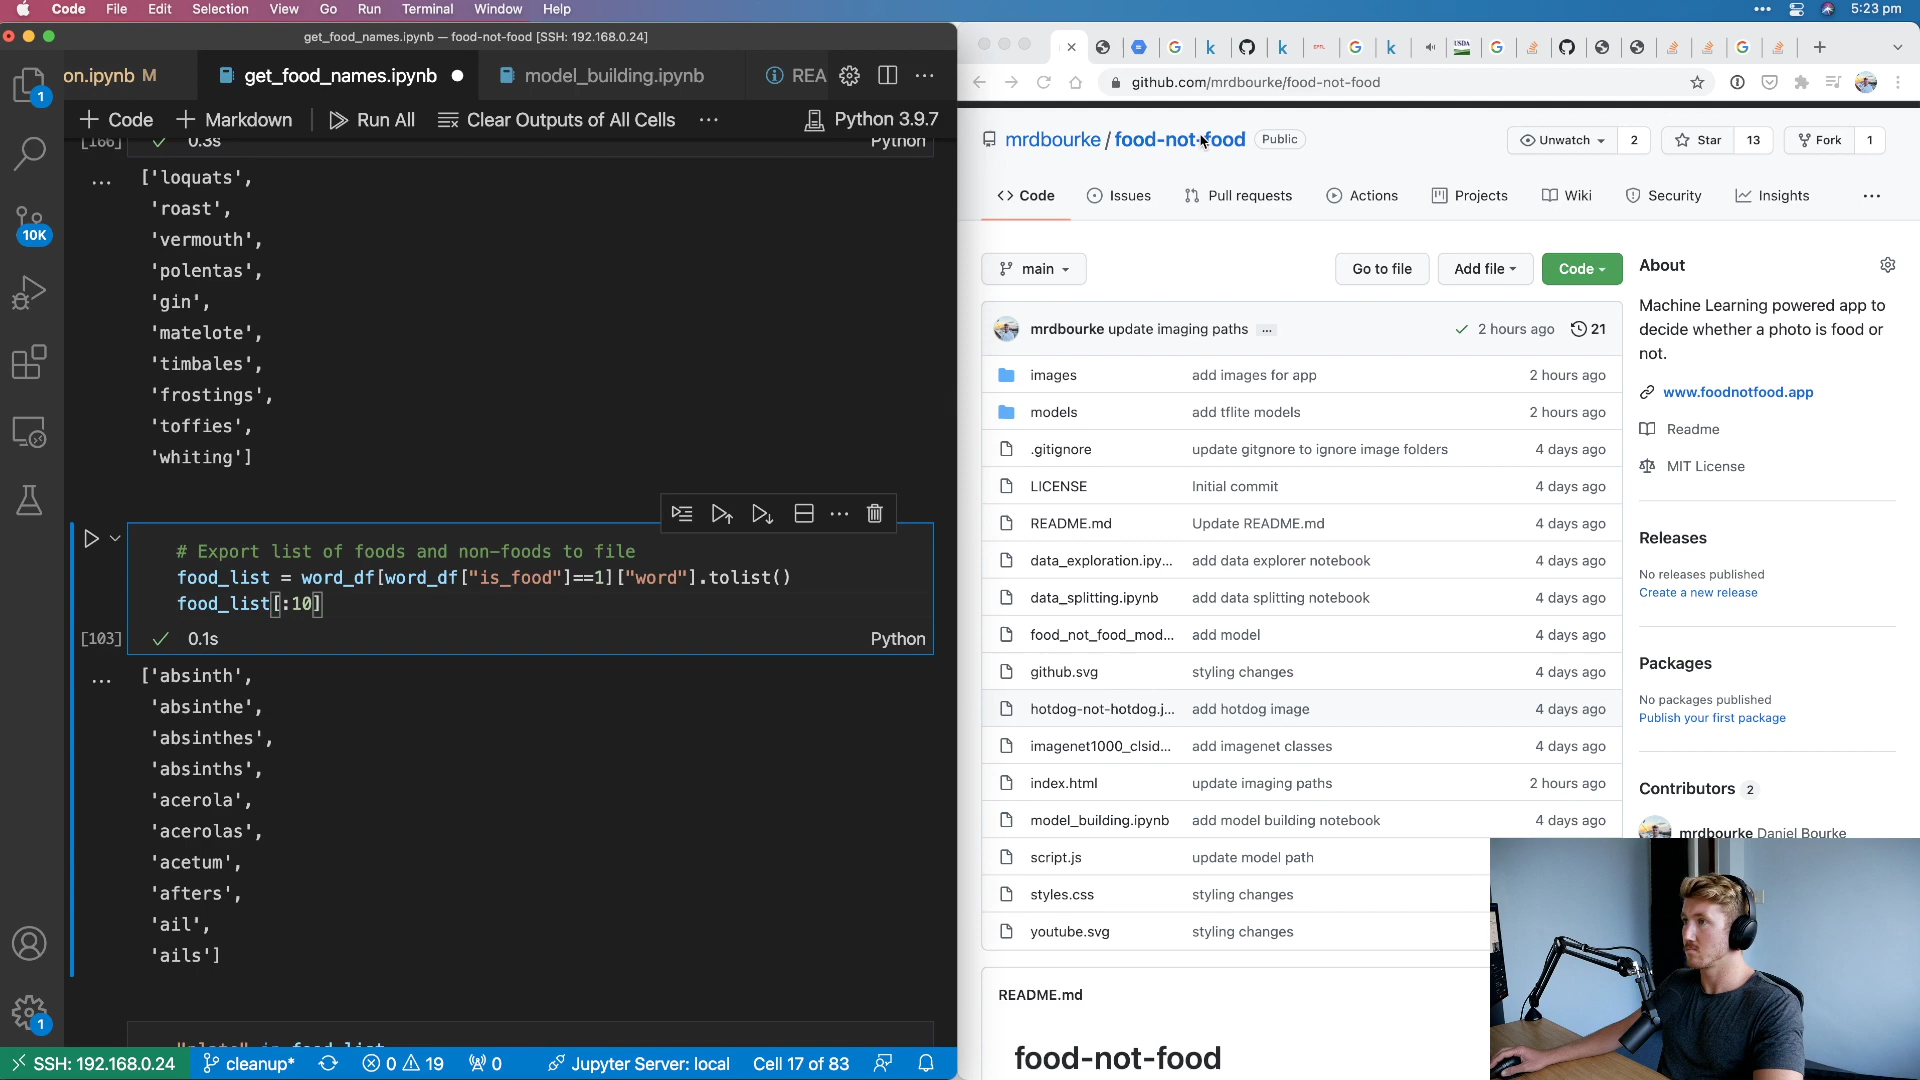 Code File Edit Selection View Go Run Terminal Window Help 5:23 pm
get_food_names.ipynb — food-not-food [SSH: 192.168.0.24]
on.ipynb M get_food_names.ipynb model_building.ipynb REA
Code Markdown Run All Clear Outputs of All Cells Python 3.9.7
[166] 0.3s Python
['loquats',
'roast',
'vermouth',
'polentas',
'gin',
'matelote',
'timbales',
'frostings',
'toffies',
'whiting']
# Export list of foods and non-foods to file
food_list = word_df[word_df["is_food"]==1]["word"].tolist()
food_list[:10]
[103] 0.1s Python
['absinth',
'absinthe',
'absinthes',
'absinths',
'acerola',
'acerolas',
'acetum',
'afters',
'ail',
'ails']
1
10K
1
SSH: 192.168.0.24 cleanup* 0 19 0 Jupyter Server: local Cell 17 of 83
github.com/mrdbourke/food-not-food
mrdbourke / food-not-food Public
Unwatch 2 Star 13 Fork 1
Code Issues Pull requests Actions Projects Wiki Security Insights
main Go to file Add file Code
mrdbourke update imaging paths 2 hours ago 21
images add images for app 2 hours ago
models add tflite models 2 hours ago
.gitignore update gitgnore to ignore image folders 4 days ago
LICENSE Initial commit 4 days ago
README.md Update README.md 4 days ago
data_exploration.ipy... add data explorer notebook 4 days ago
data_splitting.ipynb add data splitting notebook 4 days ago
food_not_food_mod... add model 4 days ago
github.svg styling changes 4 days ago
hotdog-not-hotdog.j... add hotdog image 4 days ago
imagenet1000_clsid... add imagenet classes 4 days ago
index.html update imaging paths 2 hours ago
model_building.ipynb add model building notebook 4 days ago
script.js update model path
styles.css styling changes
youtube.svg styling changes
README.md
food-not-food
About
Machine Learning powered app to
decide whether a photo is food or
not.
www.foodnotfood.app
Readme
MIT License
Releases
No releases published
Create a new release
Packages
No packages published
Publish your first package
Contributors 2
mrdbourke Daniel Bourke